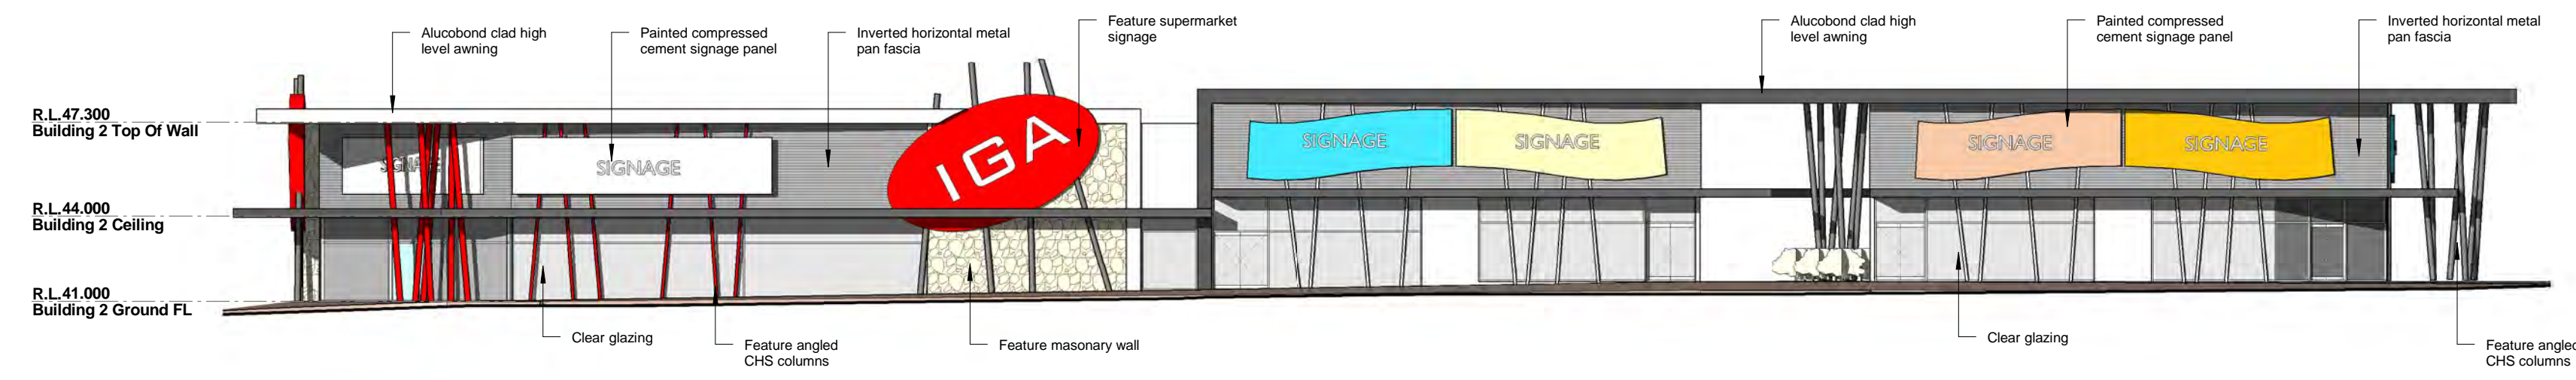 Alucobond clad high
level awning
Painted compressed
cement signage panel
Inverted horizontal metal
pan fascia
Feature supermarket
signage
Alucobond clad high
level awning
Painted compressed
cement signage panel
Inverted horizontal metal
pan fascia
R.L.47.300
Building 2 Top Of Wall
SIGNAGE
SIGNAGE
IGA
SIGNAGE
SIGNAGE
SIGNAGE
SIGNAGE
R.L.44.000
Building 2 Ceiling
R.L.41.000
Building 2 Ground FL
Clear glazing
Feature angled
CHS columns
Feature masonary wall
Clear glazing
Feature angled
CHS columns